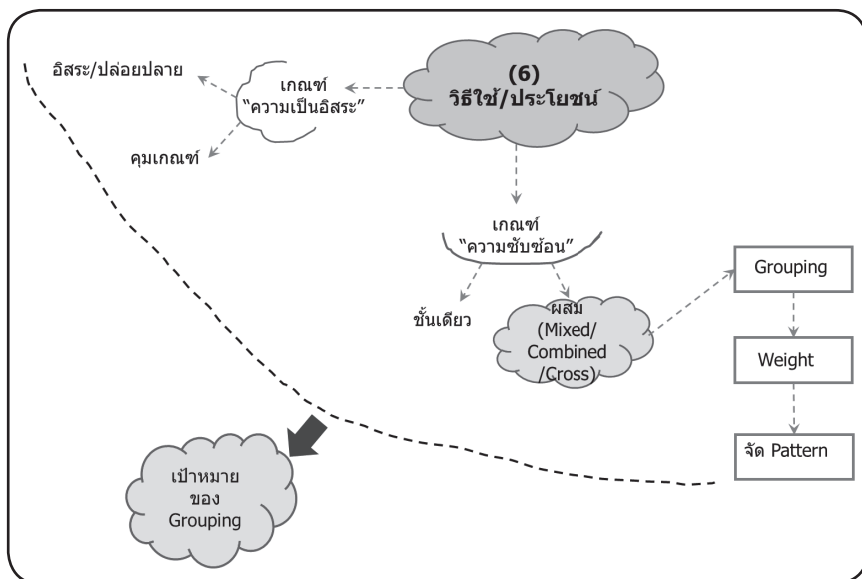 (6)
วิธีใช้/ประโยชน์
เกณฑ์
“ความเป็นอิสระ”
อิสระ/ปล่อยปลาย
คุมเกณฑ์
เกณฑ์
“ความซับซ้อน”
ชั้นเดียว
ผสม
(Mixed/
Combined
/Cross)
Grouping
Weight
จัด Pattern
เป้าหมาย
ของ
Grouping